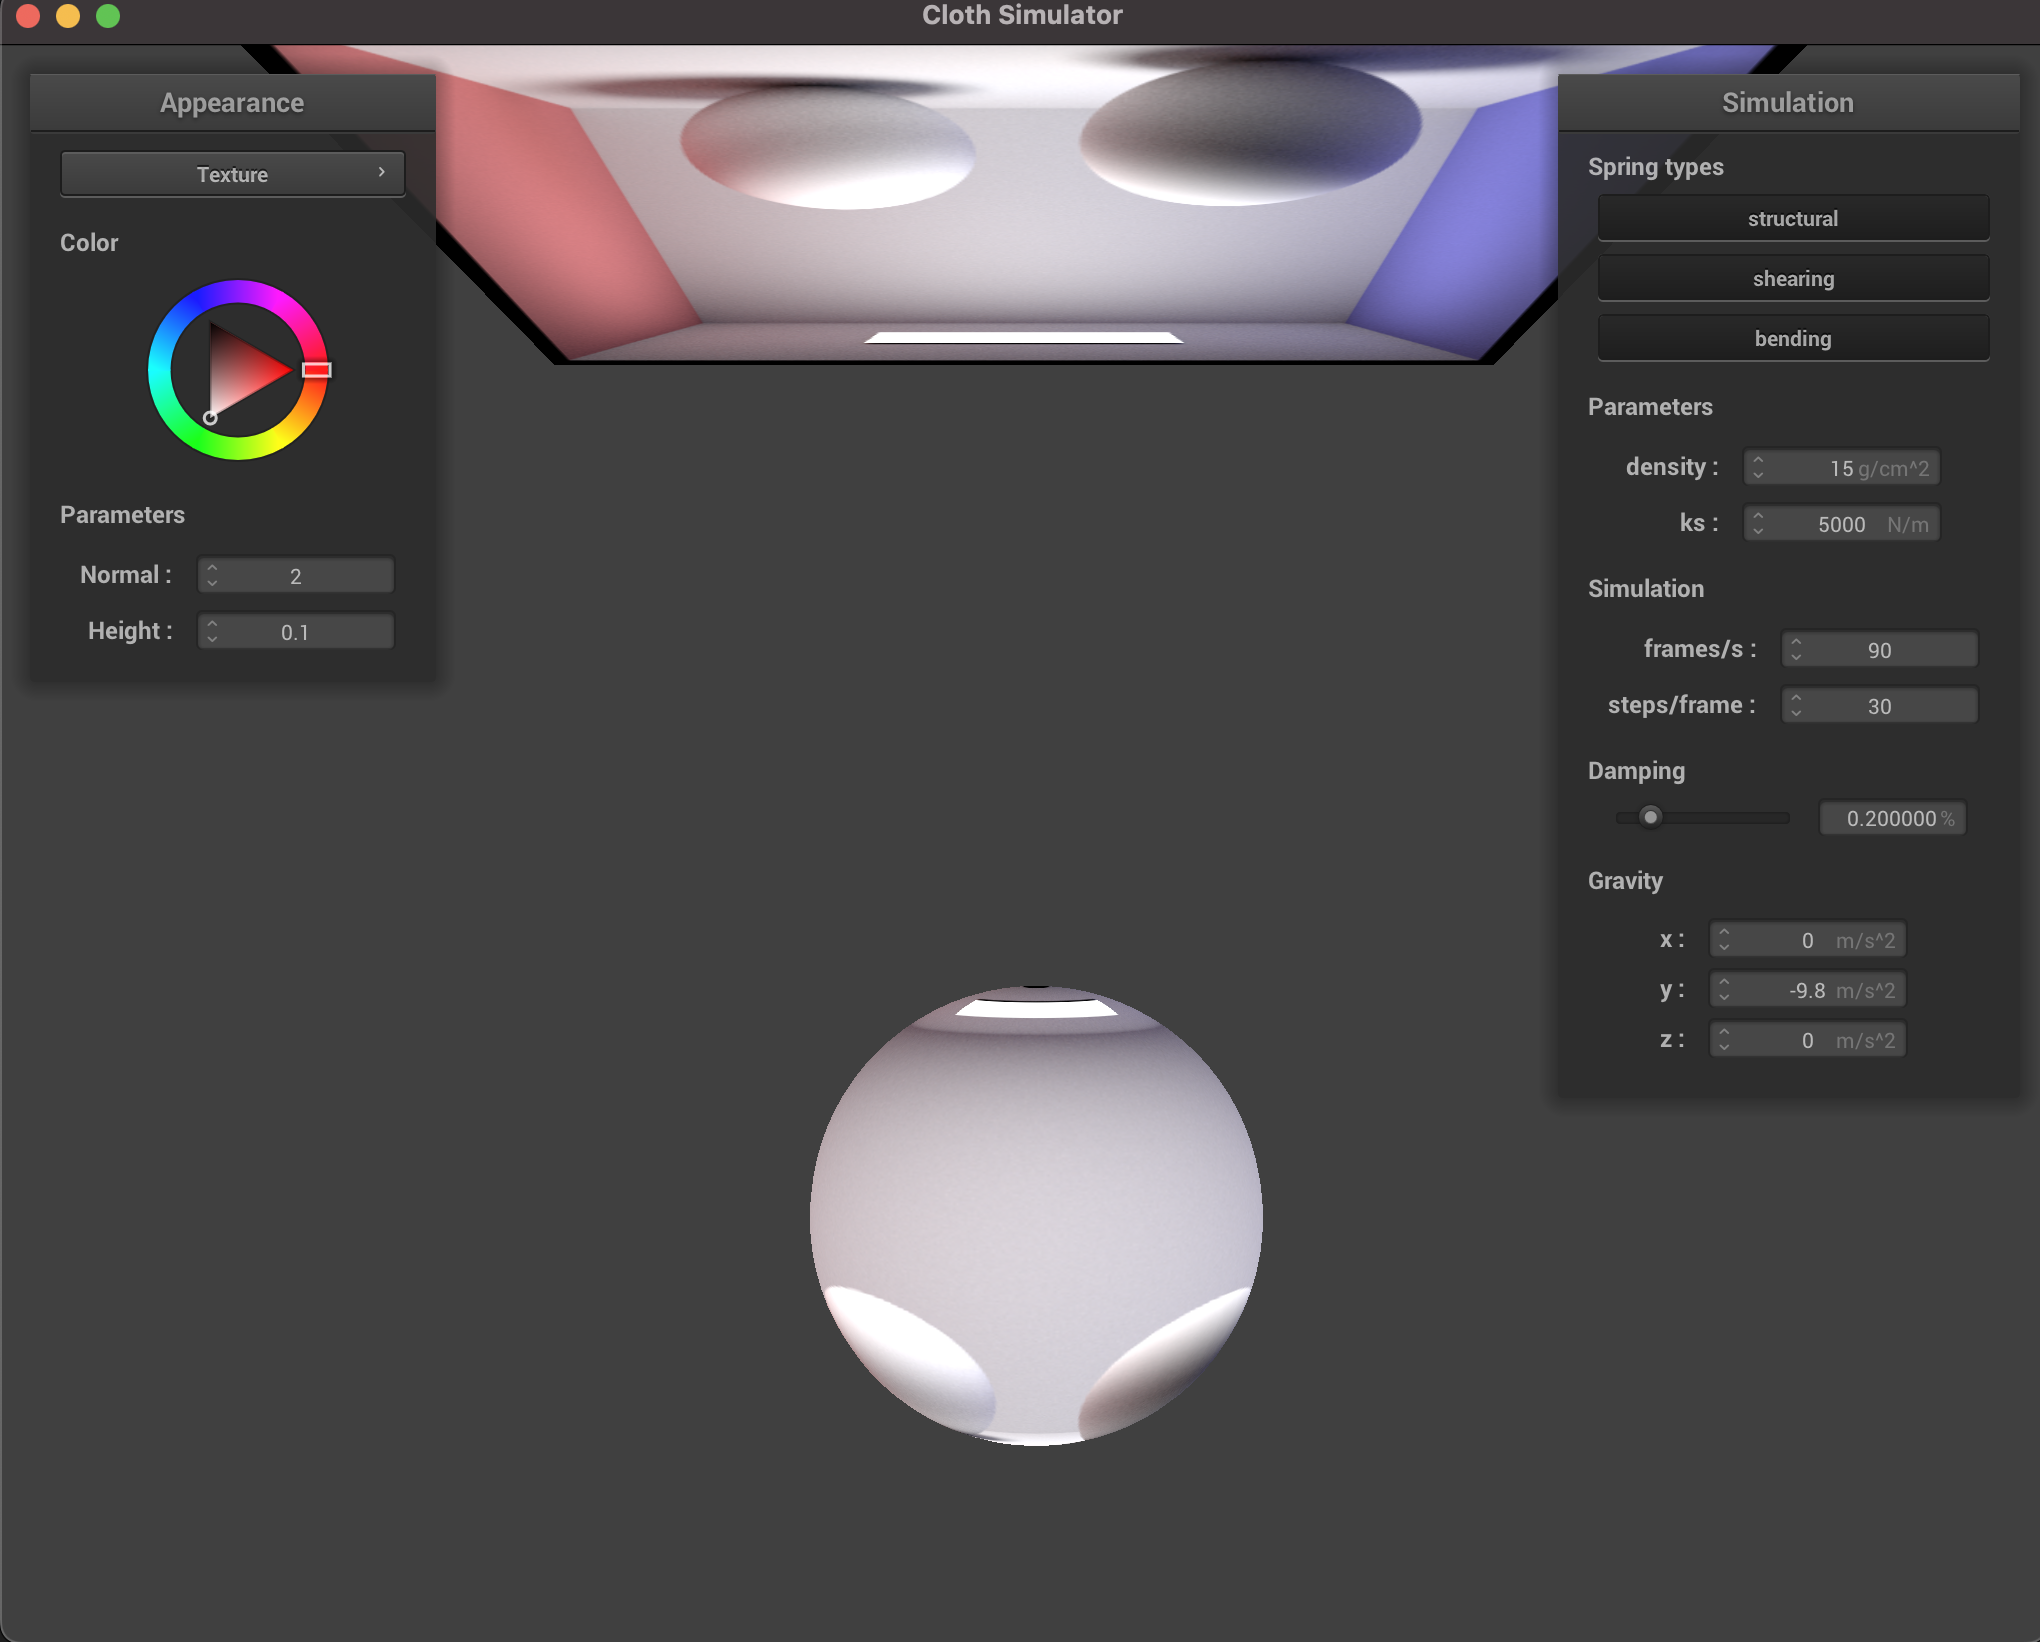 Cloth Simulator
Appearance
Texture
Color
Parameters
Normal : 2
Height : 0.1
Simulation
Spring types
structural
shearing
bending
Parameters
density : 15 g/cm^2
ks : 5000 N/m
Simulation
frames/s : 90
steps/frame : 30
Damping
0.200000 %
Gravity
x : 0 m/s^2
y : -9.8 m/s^2
z : 0 m/s^2